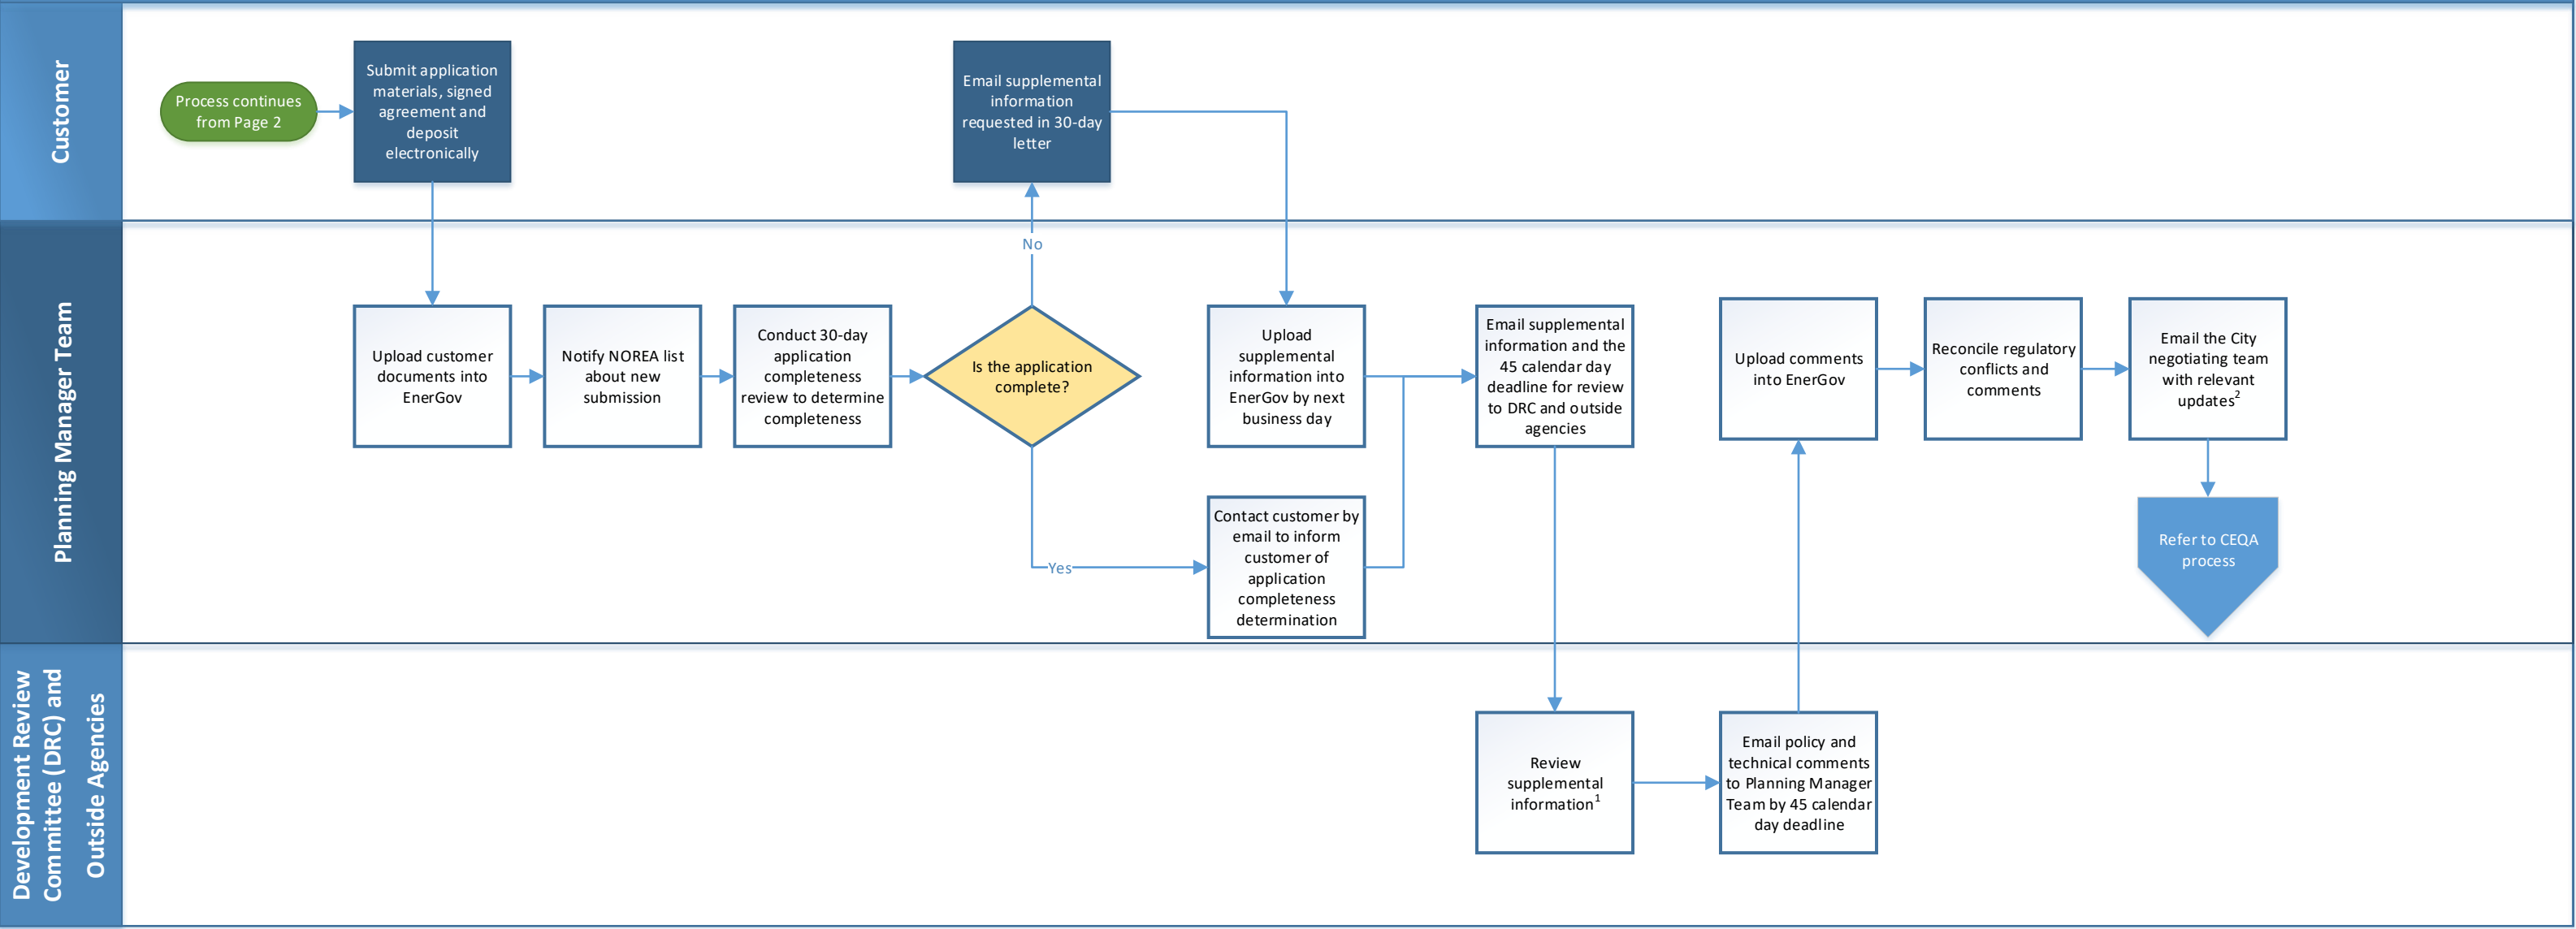 Customer
Process continues
from Page 2
Submit application
materials, signed
agreement and
deposit
electronically
Email supplemental
information
requested in 30-day
letter
Planning Manager Team
Upload customer
documents into
EnerGov
Notify NOREA list
about new
submission
Conduct 30-day
application
completeness
review to determine
completeness
Is the application
complete?
No
Yes
Upload
supplemental
information into
EnerGov by next
business day
Contact customer by
email to inform
customer of
application
completeness
determination
Email supplemental
information and the
45 calendar day
deadline for review
to DRC and outside
agencies
Upload comments
into EnerGov
Reconcile regulatory
conflicts and
comments
Email the City
negotiating team
with relevant
updates²
Refer to CEQA
process
Development Review
Committee (DRC) and
Outside Agencies
Review
supplemental
information¹
Email policy and
technical comments
to Planning Manager
Team by 45 calendar
day deadline